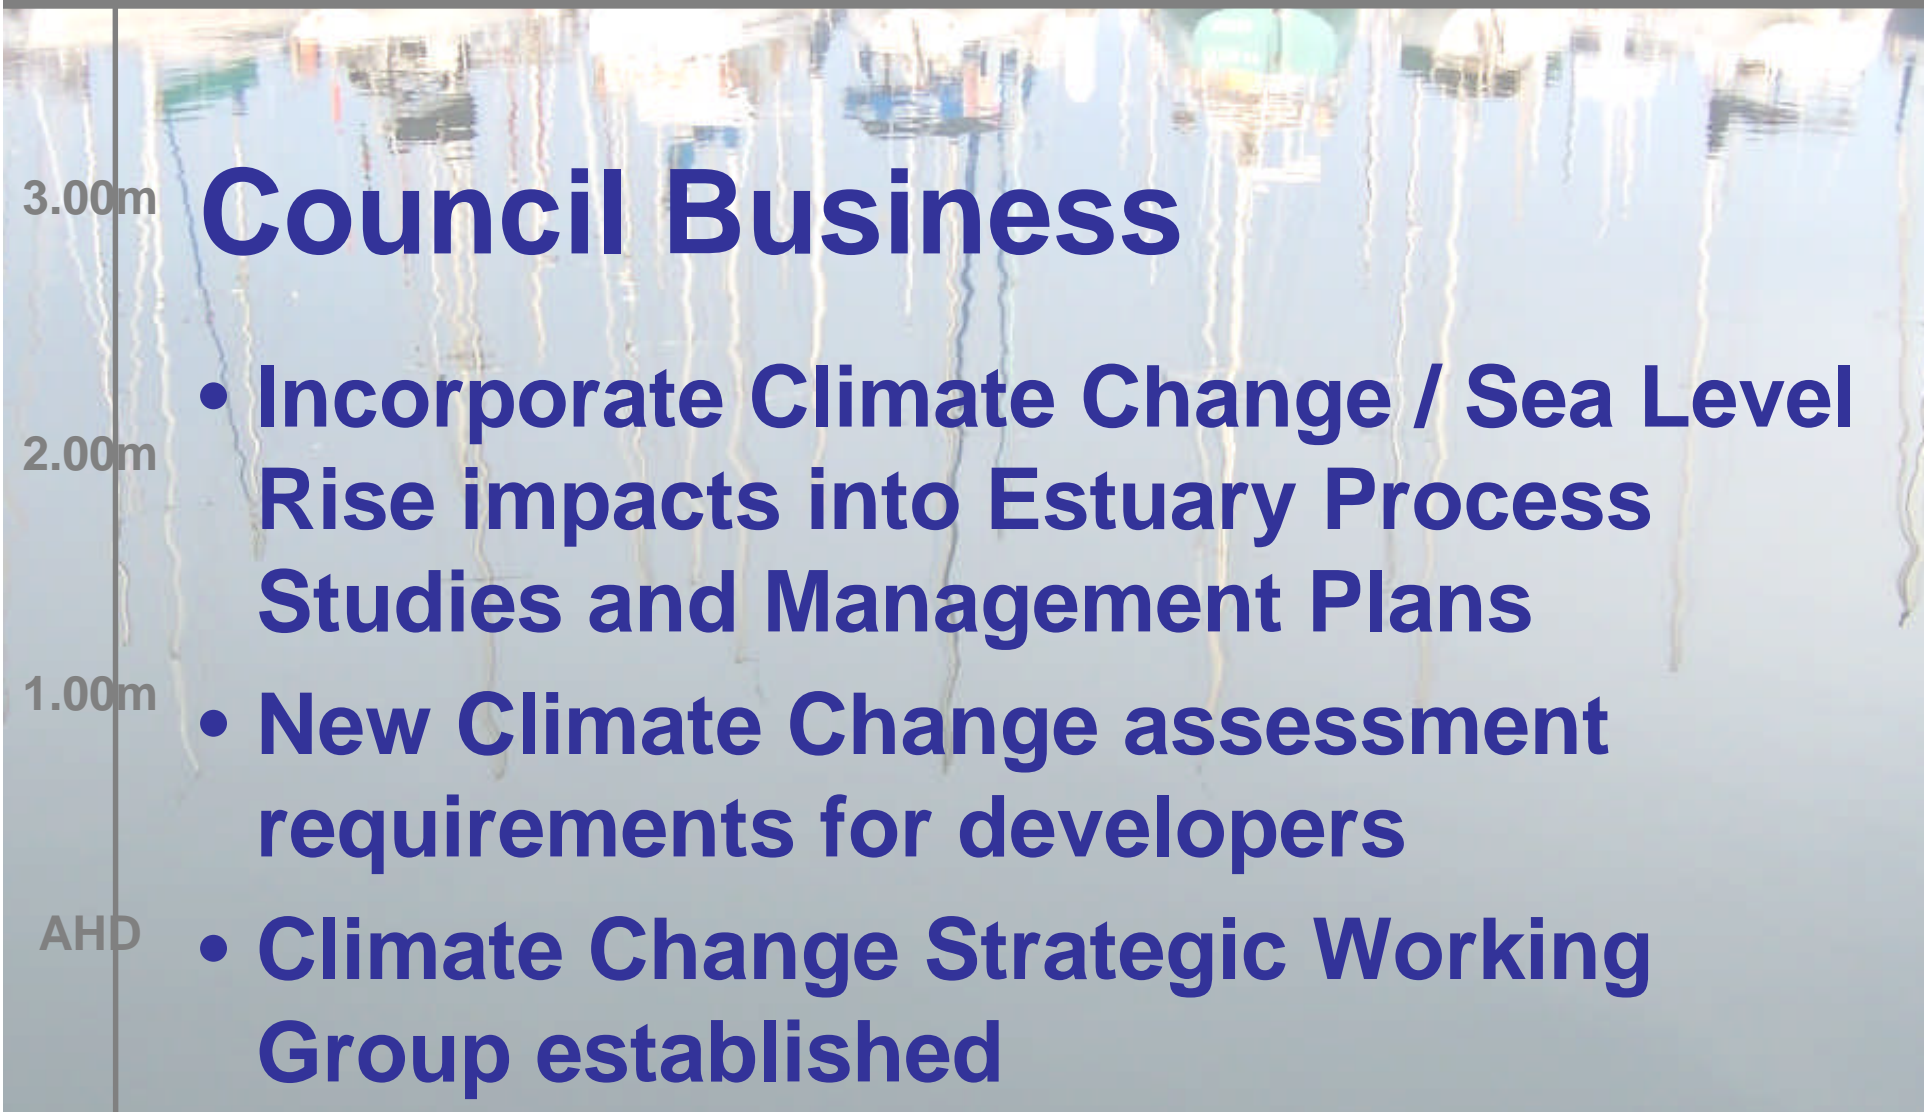 3.00m
Council Business
• Incorporate Climate Change / Sea Level
2.00m
Rise impacts into Estuary Process
Studies and Management Plans
1.00m
• New Climate Change assessment
requirements for developers
AHD
• Climate Change Strategic Working
Group established